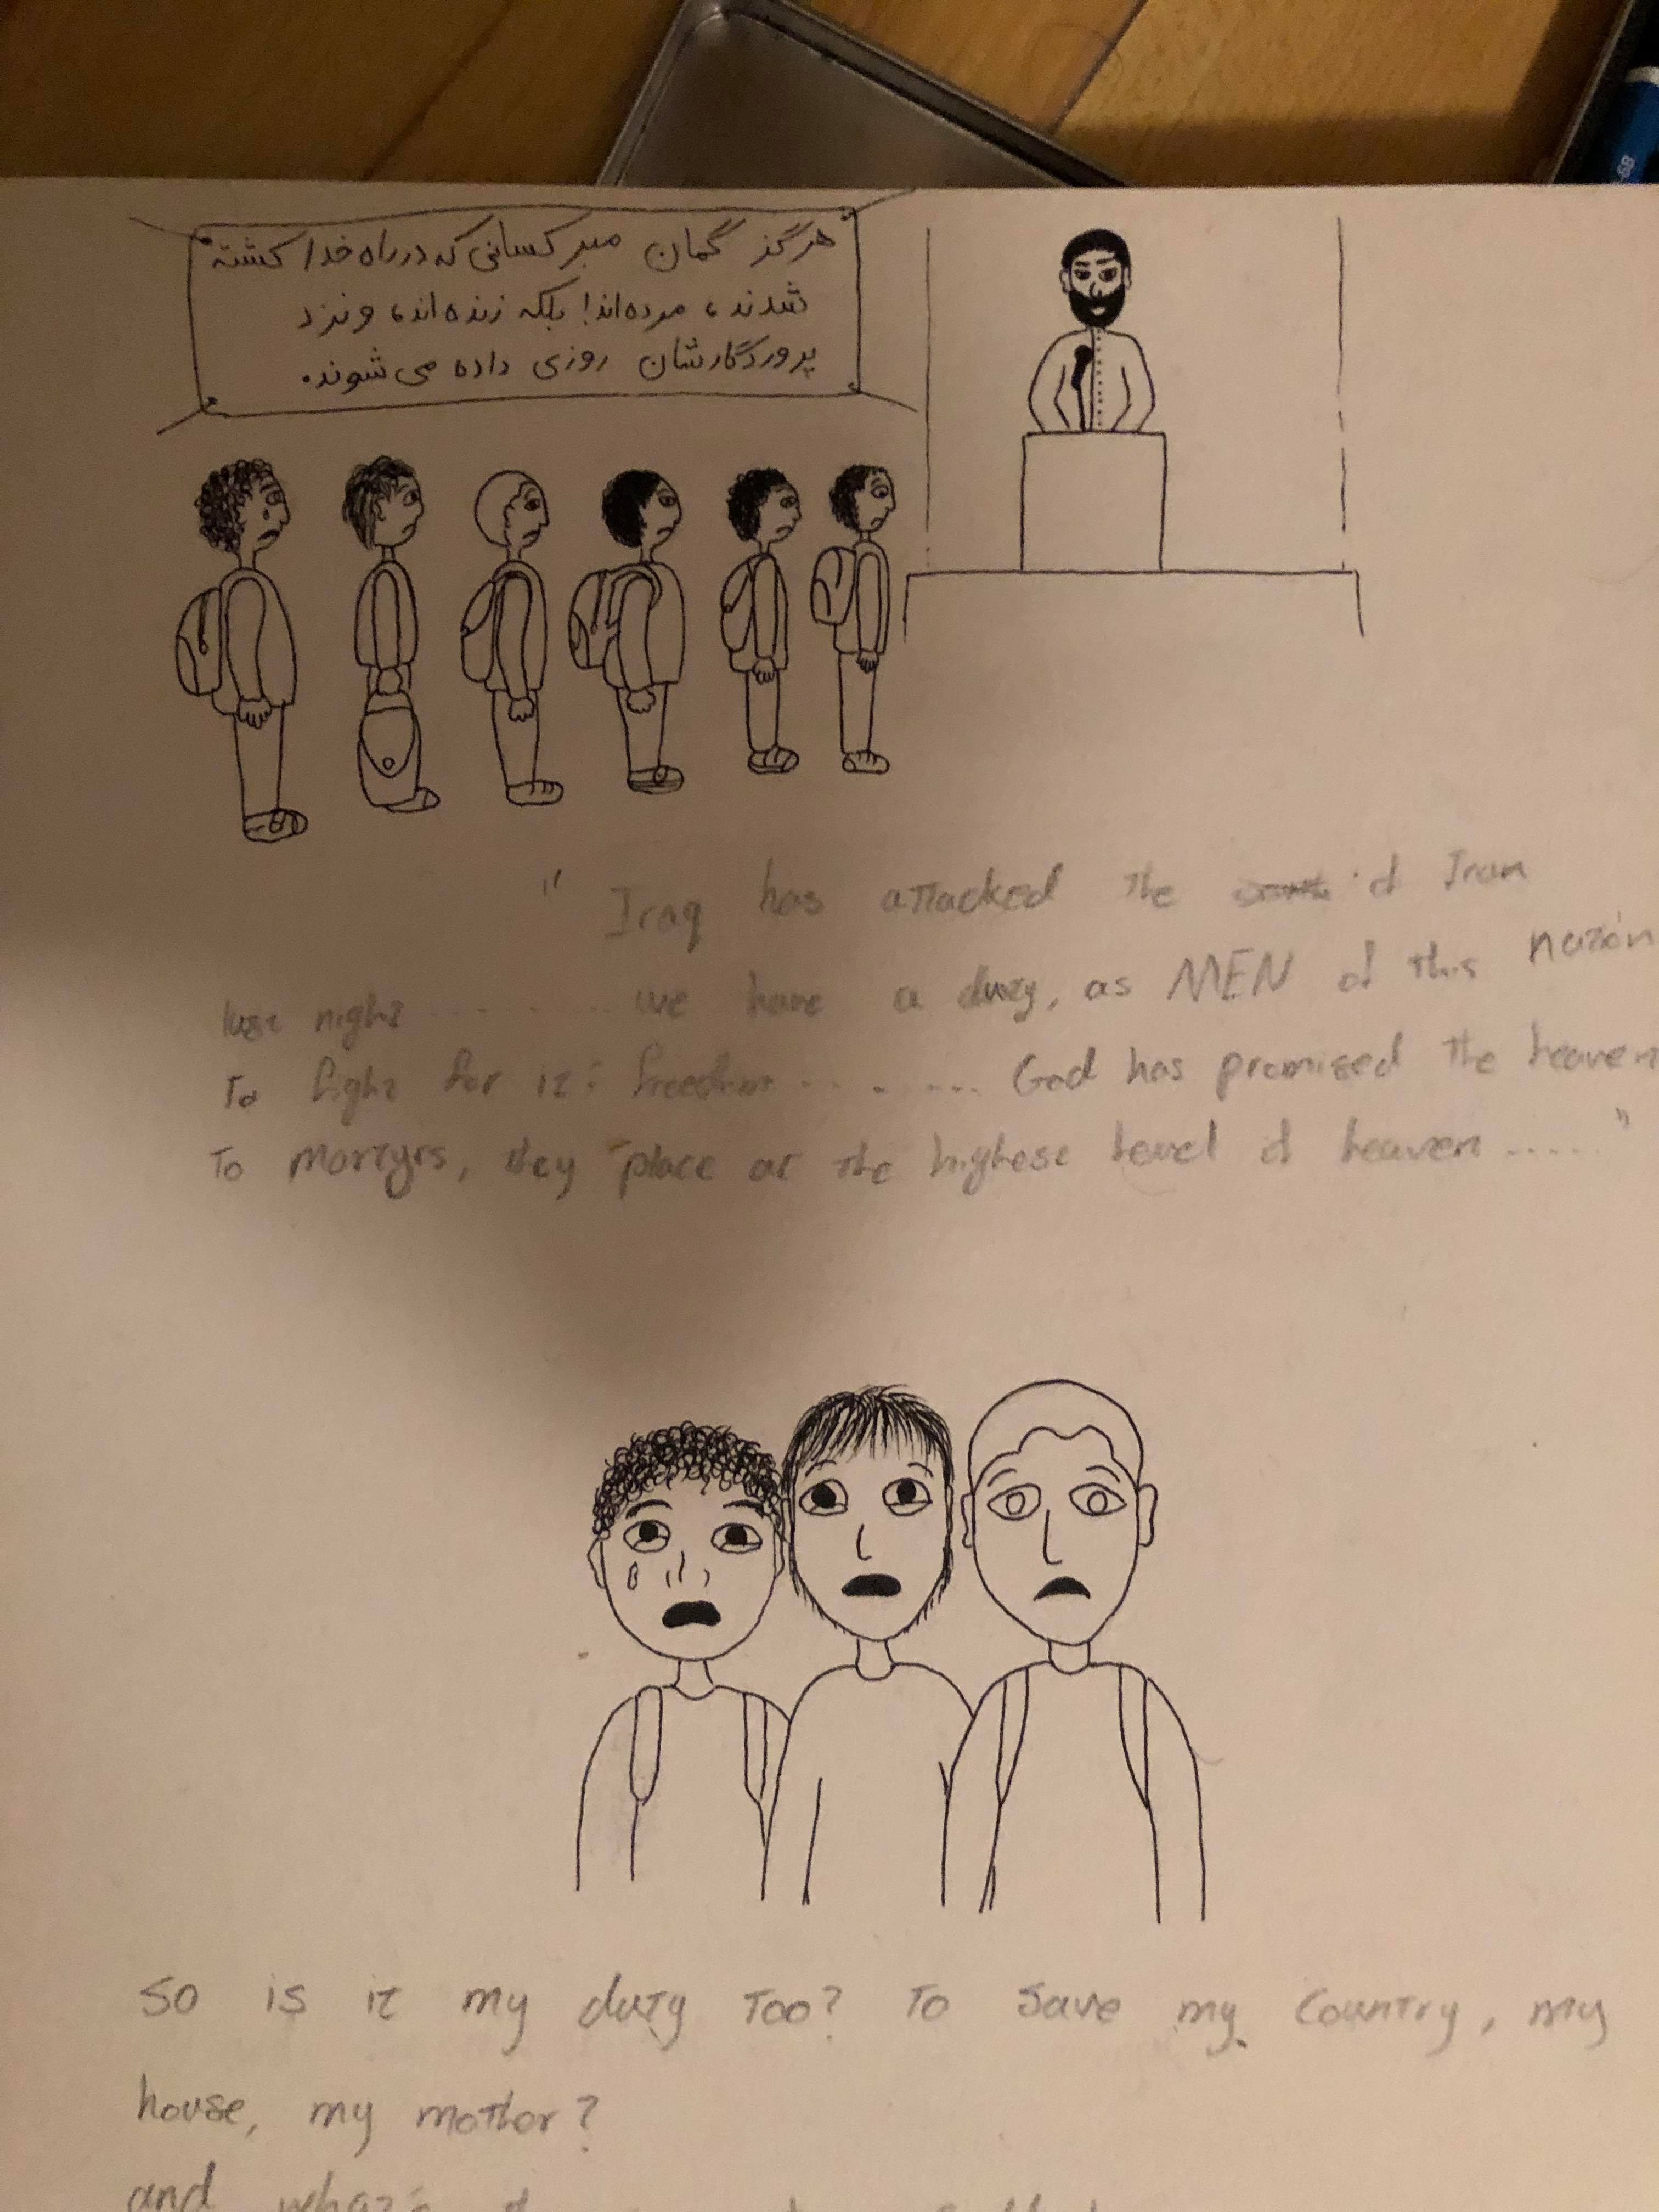 هرگز گمان مبر کسانی که در راه خدا کشته
شدند، مرده‌اند! بلکه زنده‌اند، و نزد
پروردگارشان روزی داده می‌شوند.
" Iraq has attacked the of Iran
last night ......... we have a duty, as MEN of this nation
To fight for it's freedom ........ God has promised the heaven
To martyrs, they place at the highest level of heaven ..... "
So is it my duty too? To save my country, my
house, my mother?
and